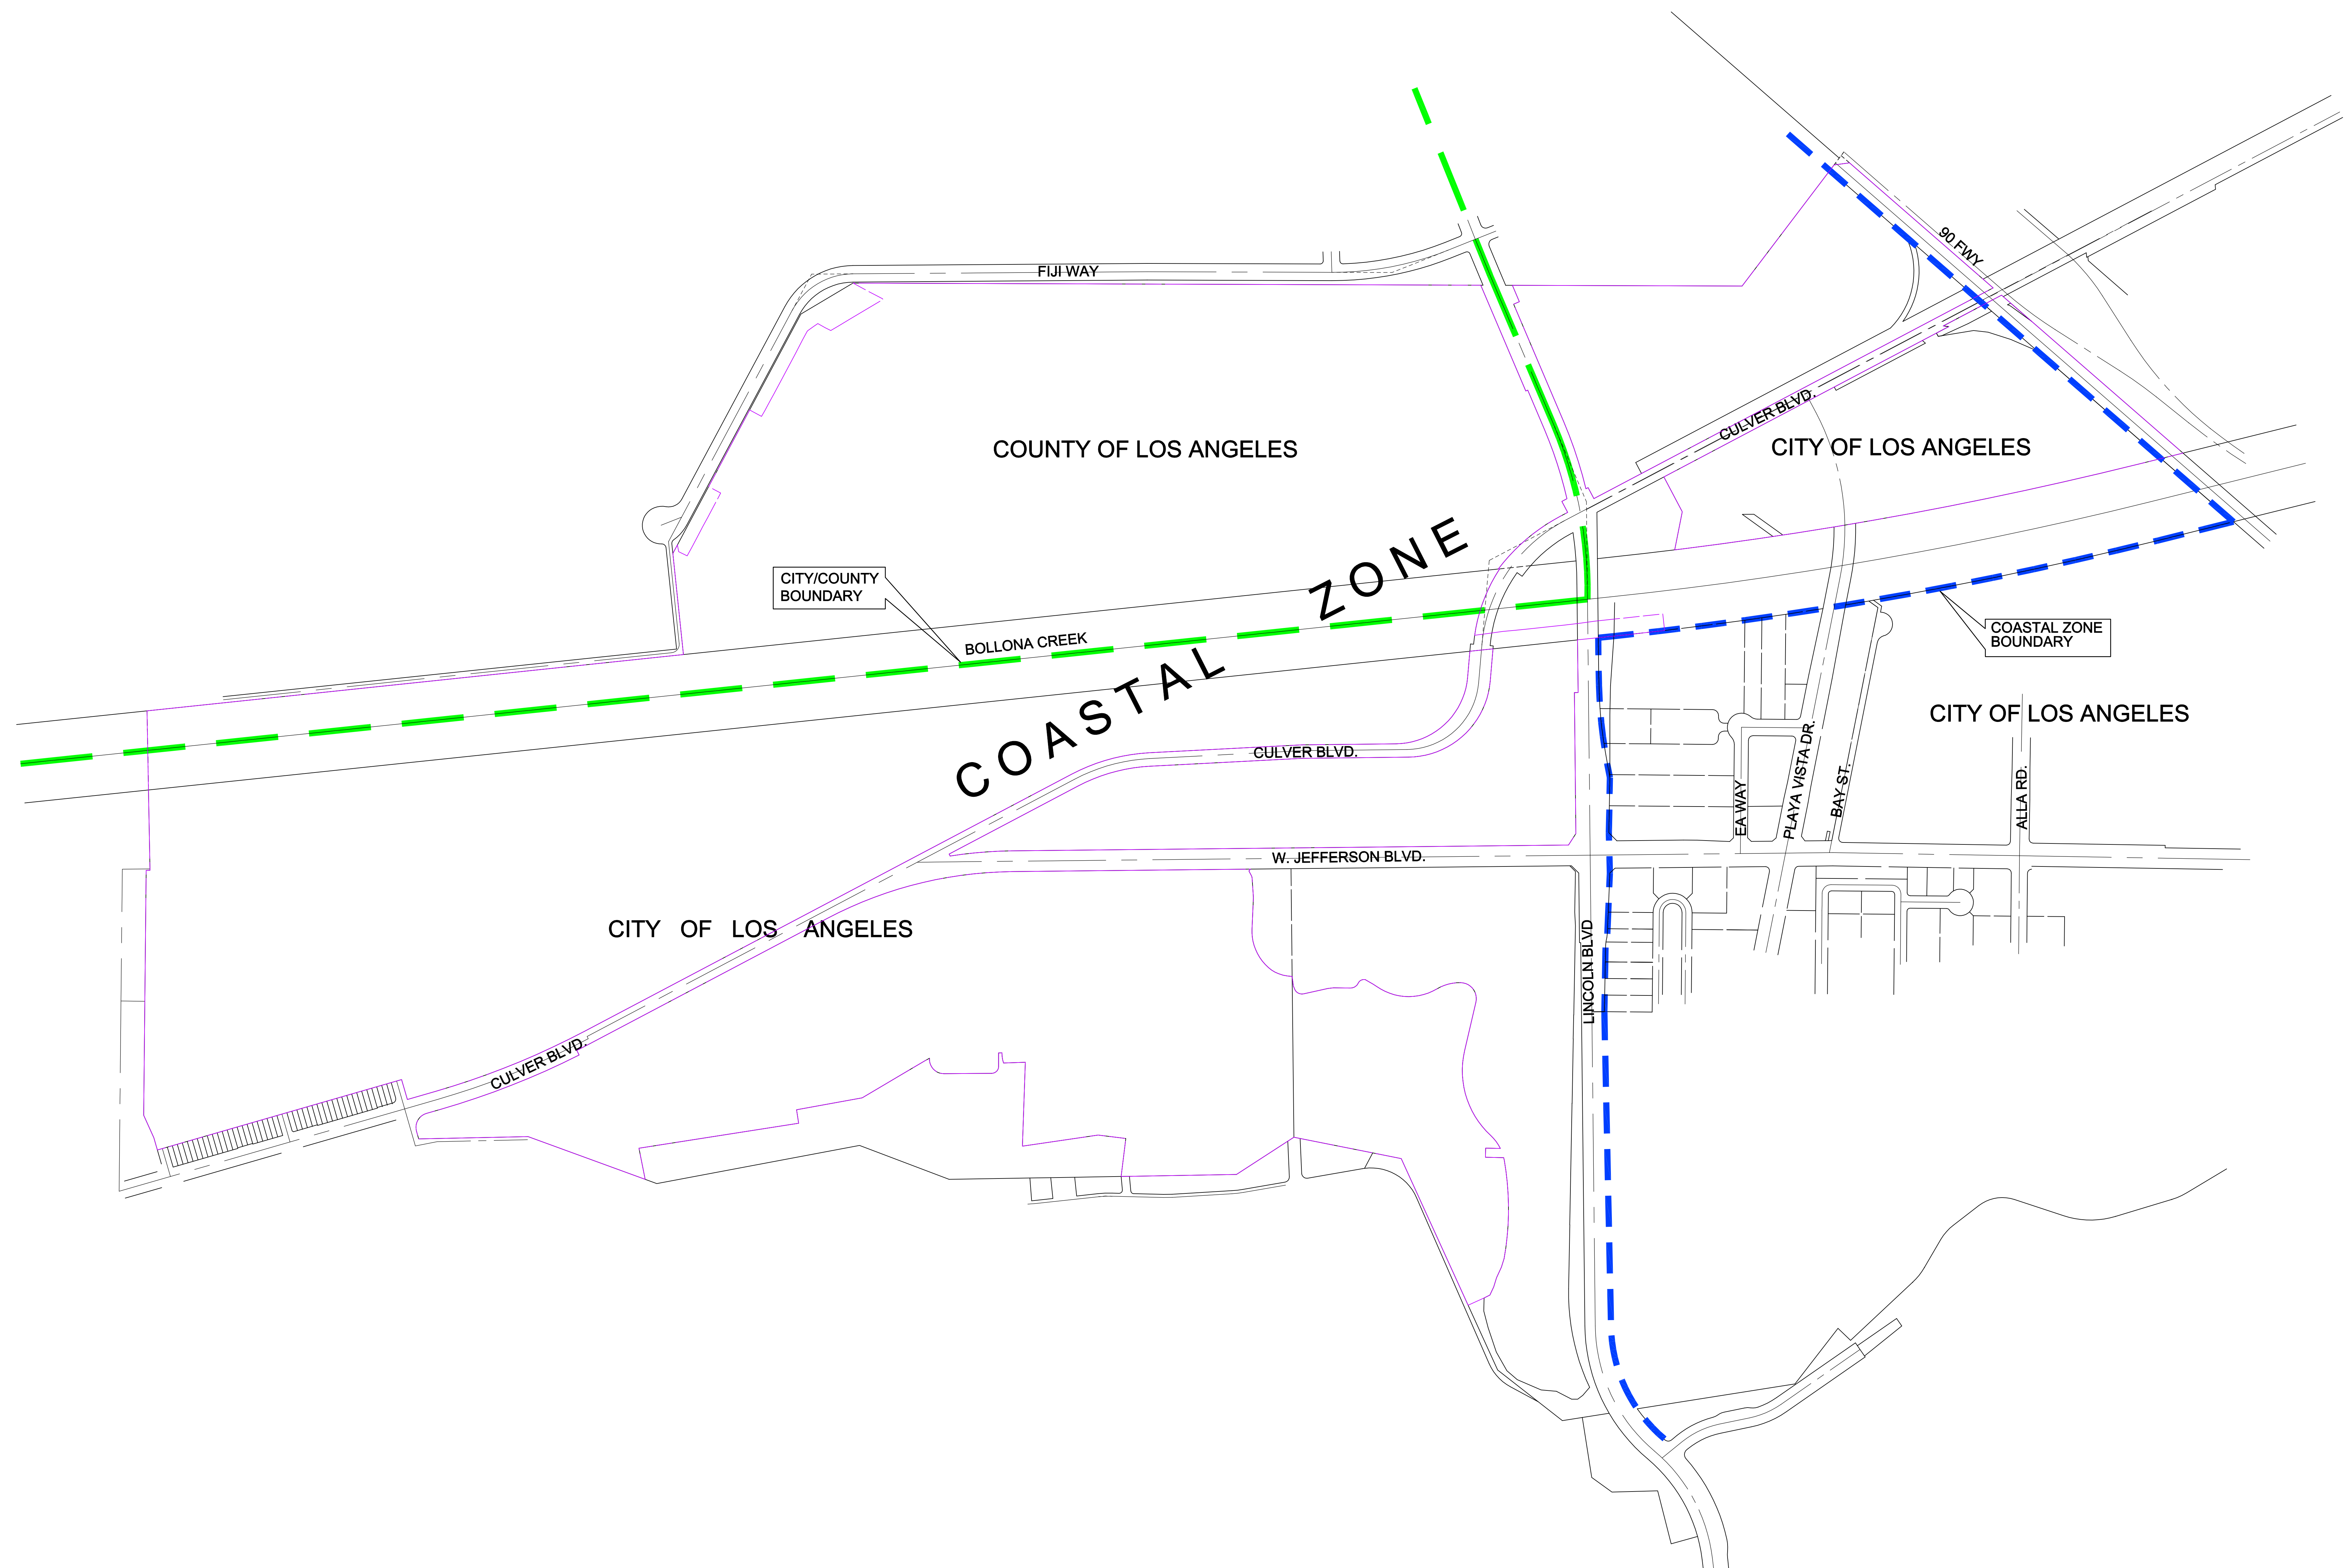 90 FWY
FIJI WAY
CULVER BLVD.
COUNTY OF LOS ANGELES
CITY OF LOS ANGELES
COASTAL ZONE
CITY/COUNTY
BOUNDARY
BOLLONA CREEK
COASTAL ZONE
BOUNDARY
CITY OF LOS ANGELES
CULVER BLVD.
EA WAY
PLAYA VISTA DR.
BAY ST.
ALLA RD.
W. JEFFERSON BLVD.
CITY OF LOS ANGELES
LINCOLN BLVD
CULVER BLVD.